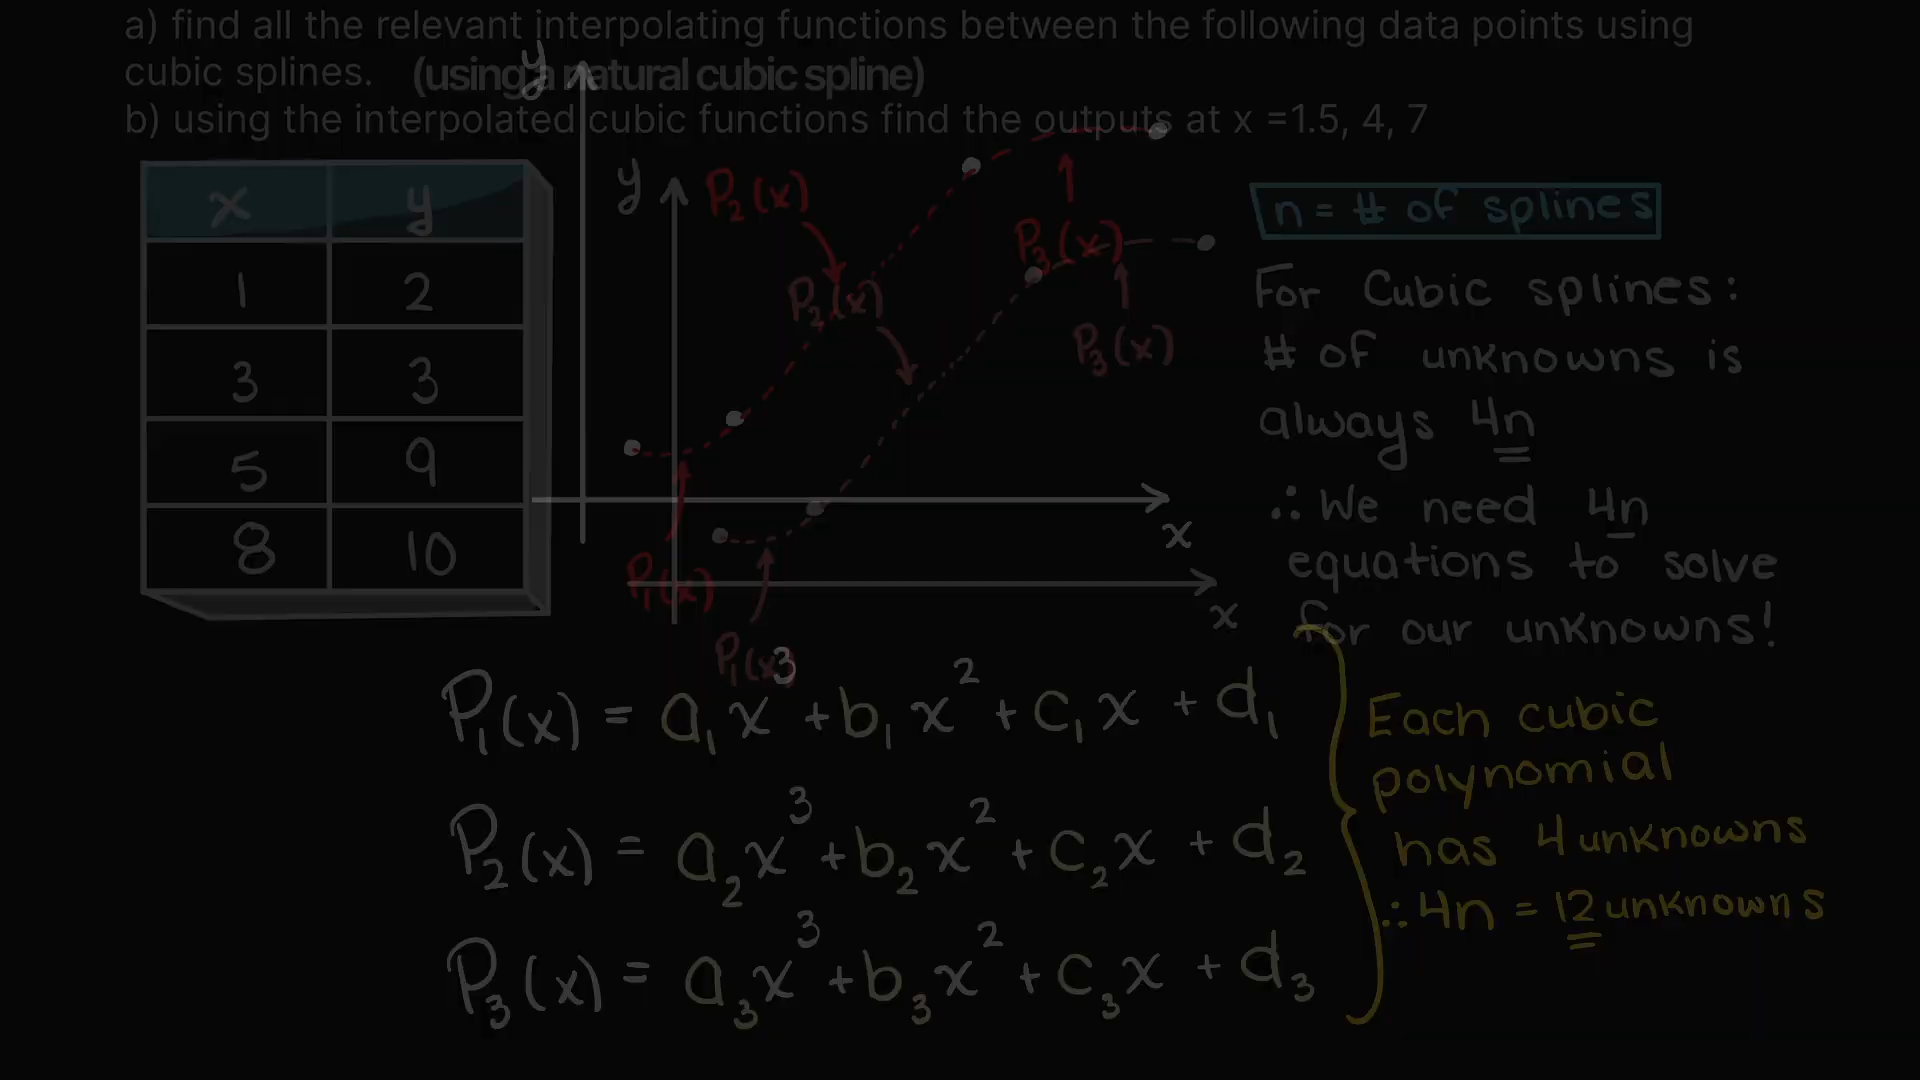 a) find all the relevant interpolating functions between the following data points using
cubic splines. (using a natural cubic spline)
b) using the interpolated cubic functions find the outputs at x =1.5, 4, 7
x y
1 2
3 3
5 9
8 10
y
y
P₂(x)
P₂(x)
P₃(x)
P₃(x)
x
P₁(x)
x
P₁(x)
n = # of splines
For Cubic splines:
# of unknowns is
always 4n
∴ We need 4n
equations to solve
for our unknowns!
P₁(x) = a₁x³ + b₁x² + c₁x + d₁
P₂(x) = a₂x³ + b₂x² + c₂x + d₂
P₃(x) = a₃x³ + b₃x² + c₃x + d₃
Each cubic
polynomial
has 4 unknowns
∴ 4n = 12 unknowns